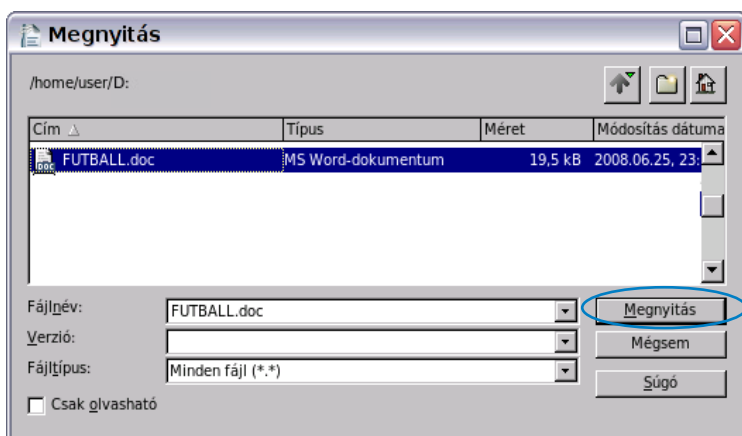 Megnyitás
/home/user/D:
Cím Típus Méret Módosítás dátuma
FUTBALL.doc MS Word-dokumentum 19,5 kB 2008.06.25, 23:
Fájlnév: FUTBALL.doc Megnyitás
Verzió: Mégsem
Fájltípus: Minden fájl (*.*) Súgó
Csak olvasható